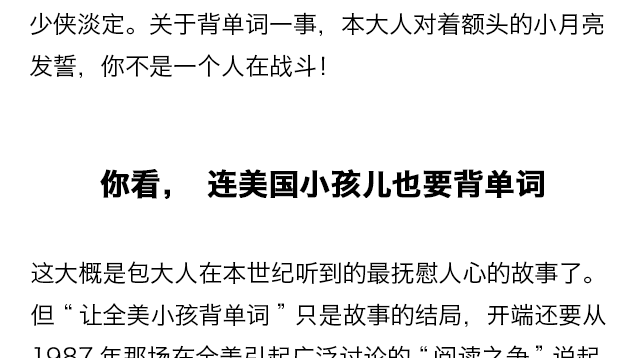 少侠淡定。关于背单词一事，本大人对着额头的小月亮
发誓，你不是一个人在战斗！
你看， 连美国小孩儿也要背单词
这大概是包大人在本世纪听到的最抚慰人心的故事了。
但“让全美小孩背单词”只是故事的结局，开端还要从
1987 年那场在全美引起广泛讨论的“阅读之争”说起